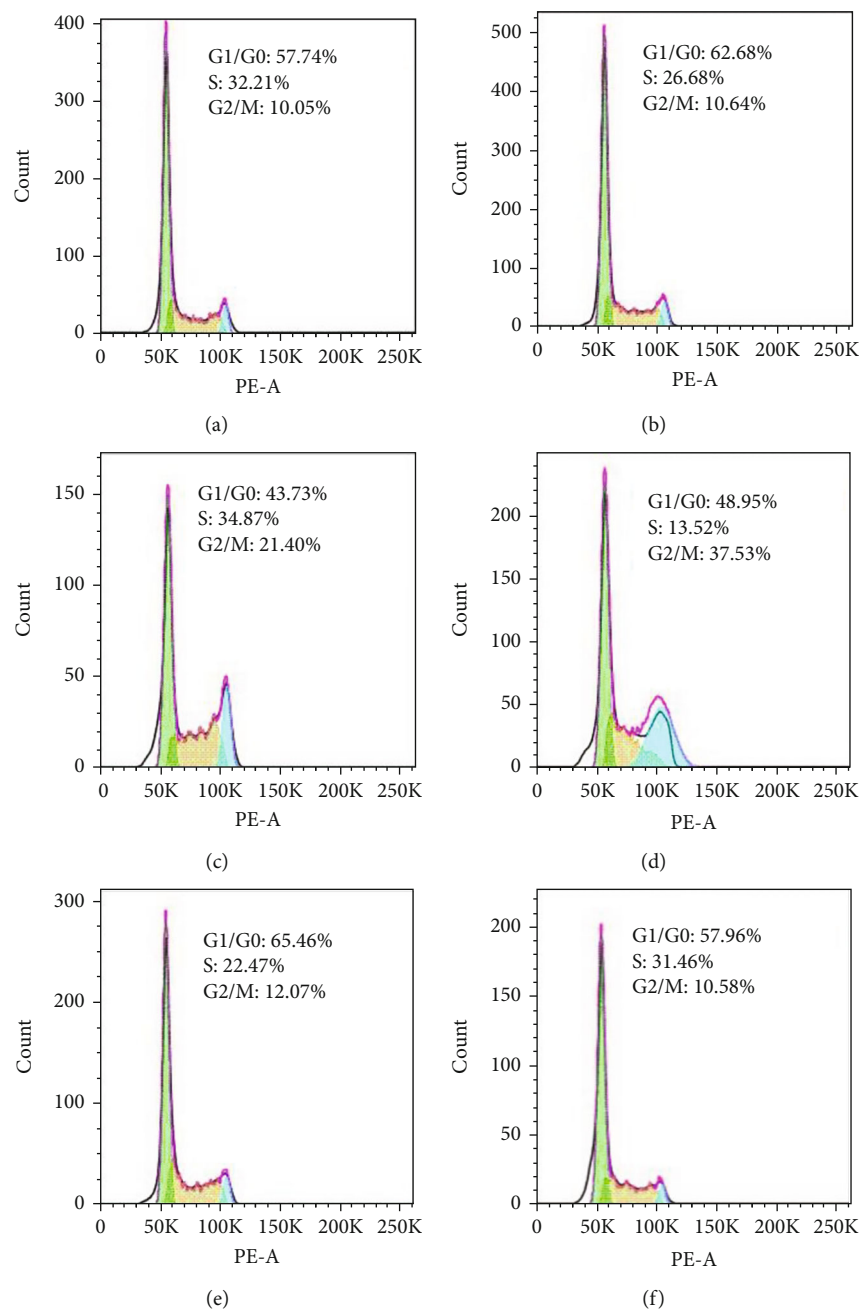 400
300
200
100
0
Count
G1/G0: 57.74%
S: 32.21%
G2/M: 10.05%
0 50K 100K 150K 200K 250K
PE-A
(a)
500
400
300
200
100
0
Count
G1/G0: 62.68%
S: 26.68%
G2/M: 10.64%
0 50K 100K 150K 200K 250K
PE-A
(b)
150
100
50
0
Count
G1/G0: 43.73%
S: 34.87%
G2/M: 21.40%
0 50K 100K 150K 200K 250K
PE-A
(c)
200
150
100
50
0
Count
G1/G0: 48.95%
S: 13.52%
G2/M: 37.53%
0 50K 100K 150K 200K 250K
PE-A
(d)
300
200
100
0
Count
G1/G0: 65.46%
S: 22.47%
G2/M: 12.07%
0 50K 100K 150K 200K 250K
PE-A
(e)
200
150
100
50
0
Count
G1/G0: 57.96%
S: 31.46%
G2/M: 10.58%
0 50K 100K 150K 200K 250K
PE-A
(f)